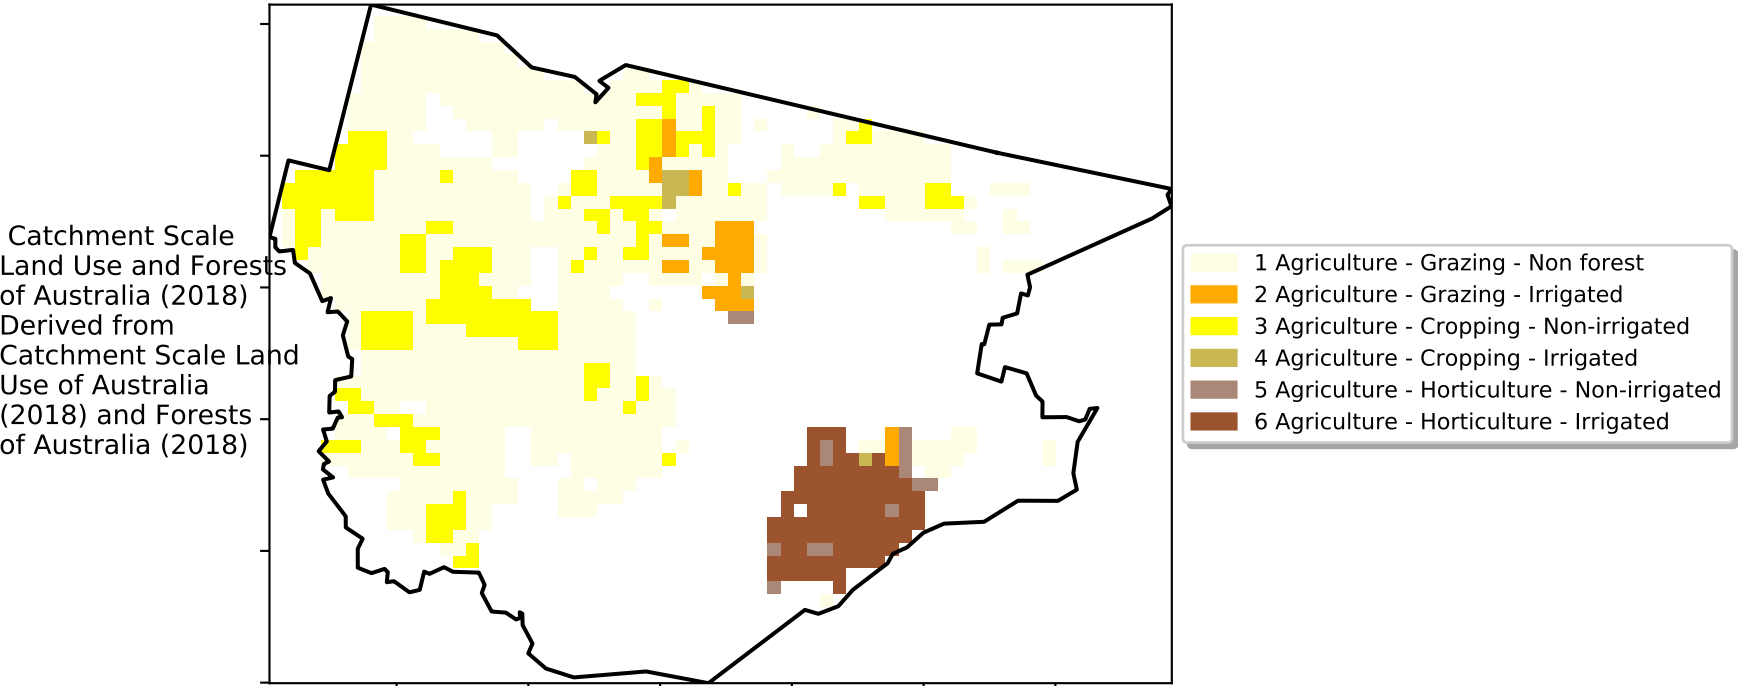 Catchment Scale
Land Use and Forests
of Australia (2018)
Derived from
Catchment Scale Land
Use of Australia
(2018) and Forests
of Australia (2018)
1 Agriculture - Grazing - Non forest
2 Agriculture - Grazing - Irrigated
3 Agriculture - Cropping - Non-irrigated
4 Agriculture - Cropping - Irrigated
5 Agriculture - Horticulture - Non-irrigated
6 Agriculture - Horticulture - Irrigated